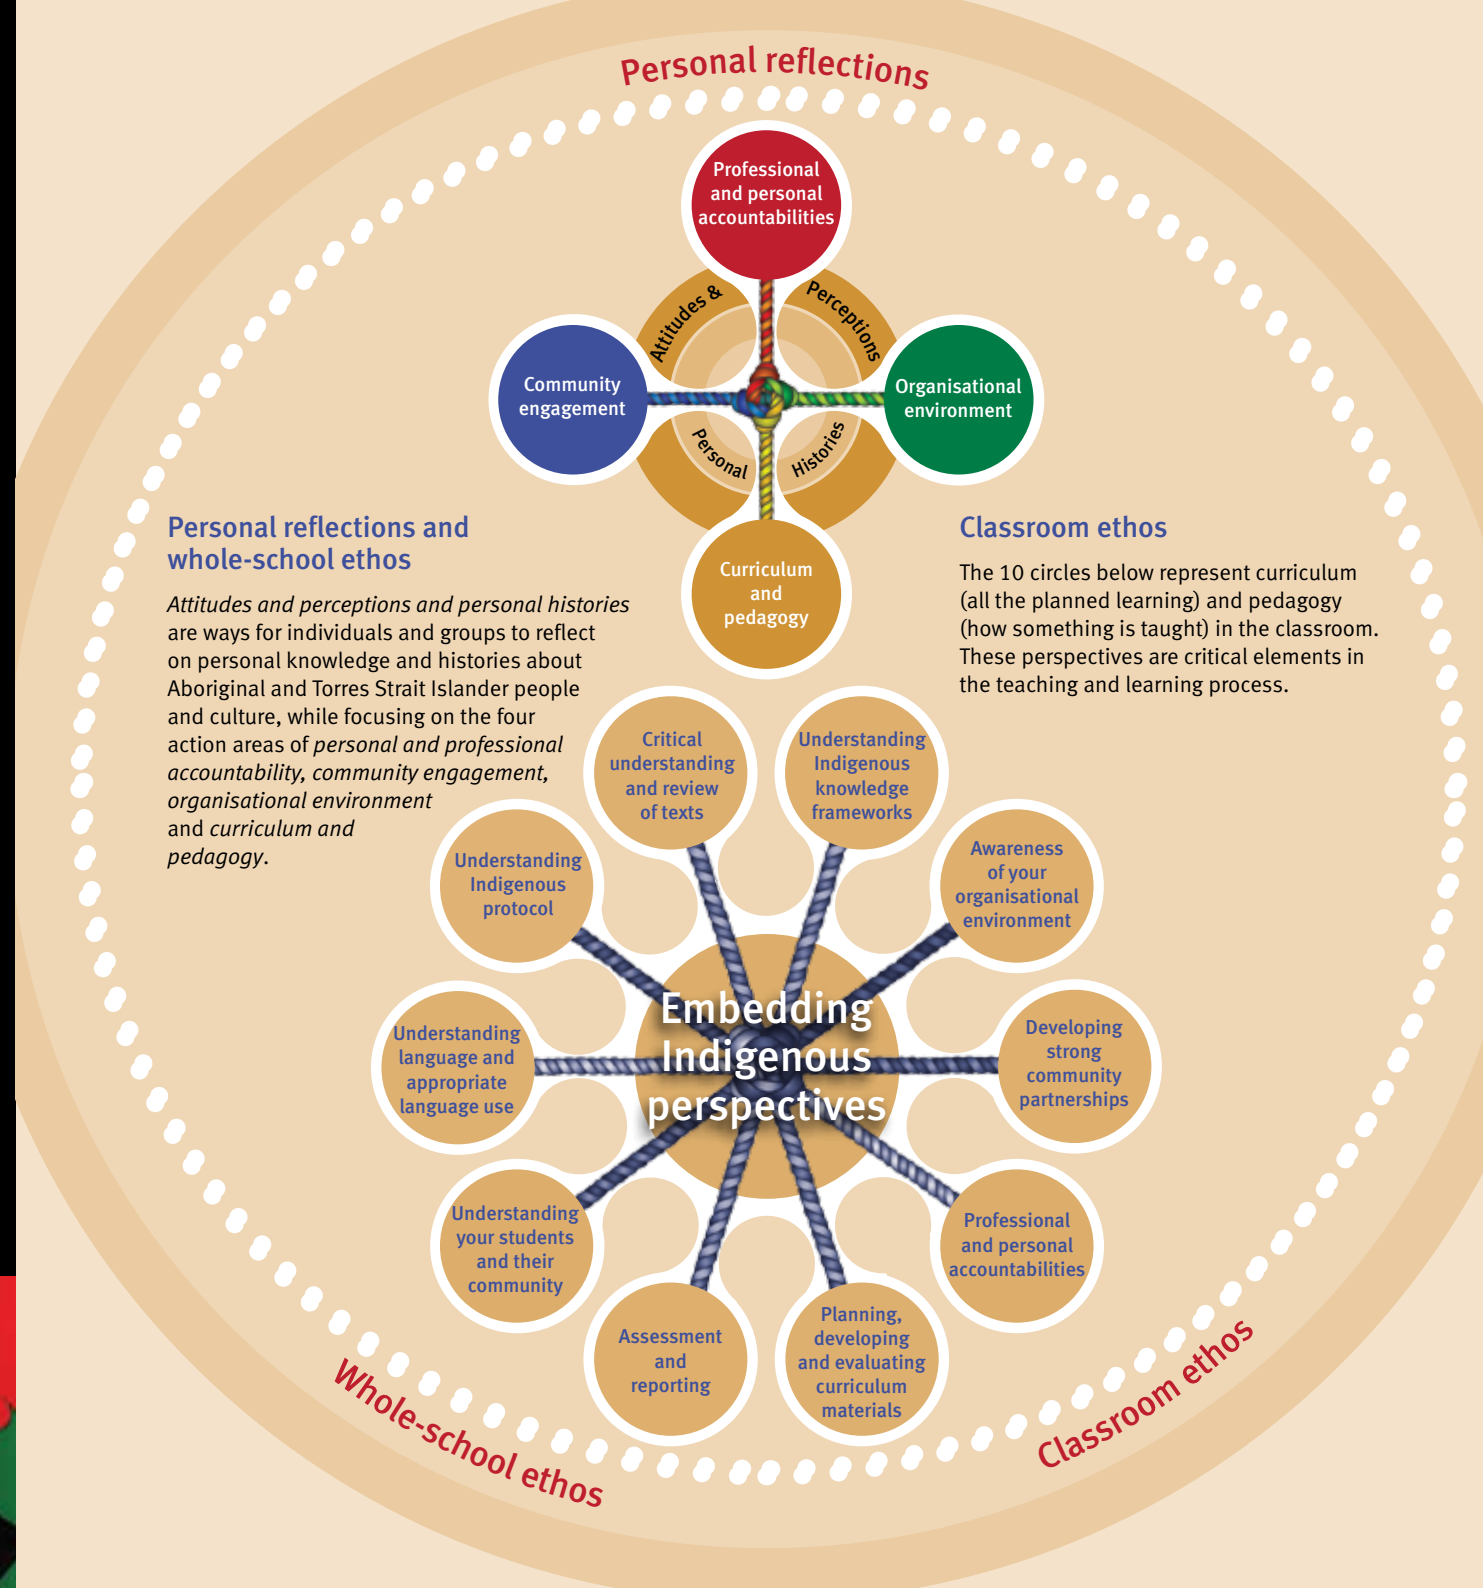 Personal reflections
Professional
and personal
accountabilities
Attitudes &
Perceptions
Community
engagement
Organisational
environment
Personal
Histories
Curriculum
and
pedagogy
Personal reflections and
whole-school ethos
Attitudes and perceptions and personal histories
are ways for individuals and groups to reflect
on personal knowledge and histories about
Aboriginal and Torres Strait Islander people
and culture, while focusing on the four
action areas of personal and professional
accountability, community engagement,
organisational environment
and curriculum and
pedagogy.
Classroom ethos
The 10 circles below represent curriculum
(all the planned learning) and pedagogy
(how something is taught) in the classroom.
These perspectives are critical elements in
the teaching and learning process.
Critical
understanding
and review
of texts
Understanding
Indigenous
knowledge
frameworks
Understanding
Indigenous
protocol
Awareness
of your
organisational
environment
Embedding
Indigenous
perspectives
Understanding
language and
appropriate
language use
Developing
strong
community
partnerships
Understanding
your students
and their
community
Professional
and personal
accountabilities
Assessment
and
reporting
Planning,
developing
and evaluating
curriculum
materials
Whole-school ethos
Classroom ethos